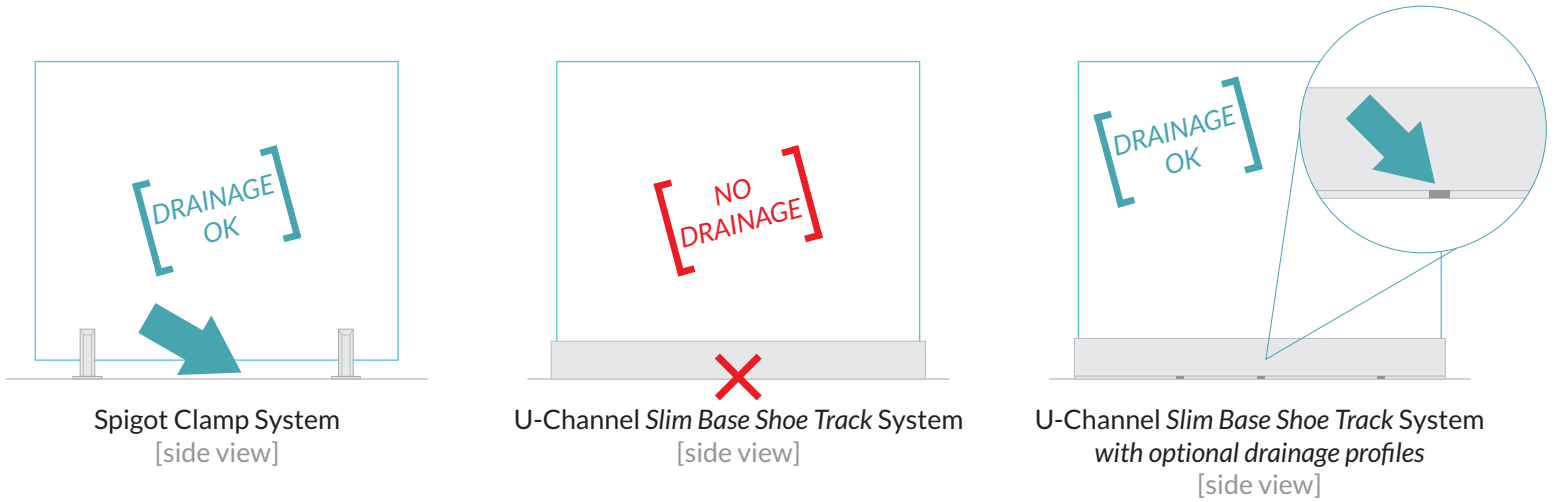 DRAINAGE
OK
Spigot Clamp System
[side view]
NO
DRAINAGE
U-Channel Slim Base Shoe Track System
[side view]
DRAINAGE
OK
U-Channel Slim Base Shoe Track System
with optional drainage profiles
[side view]